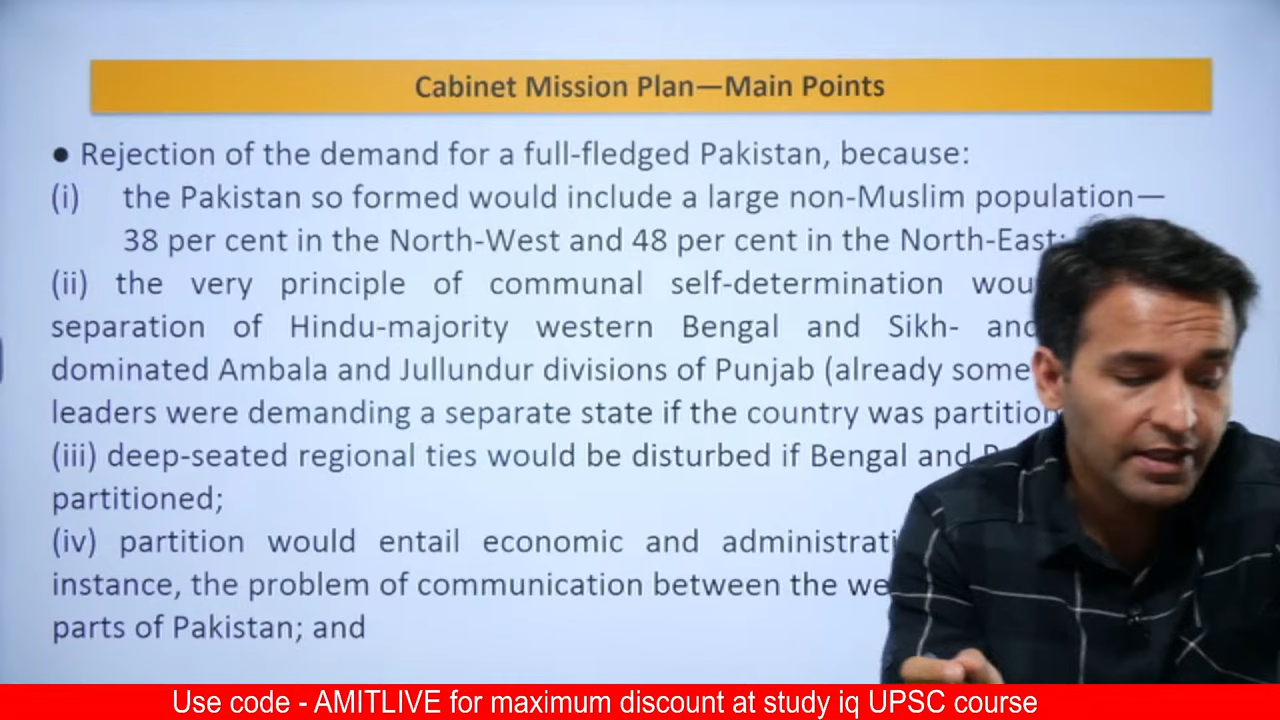 Cabinet Mission Plan—Main Points
● Rejection of the demand for a full-fledged Pakistan, because:
(i) the Pakistan so formed would include a large non-Muslim population—
38 per cent in the North-West and 48 per cent in the North-East;
(ii) the very principle of communal self-determination
separation of Hindu-majority western Bengal and Sikh- and
dominated Ambala and Jullundur divisions of Punjab (already some
leaders were demanding a separate state if the country was
(iii) deep-seated regional ties would be disturbed if Bengal and
partitioned;
(iv) partition would entail economic and
instance, the problem of communication between the
parts of Pakistan; and
Use code - AMITLIVE for maximum discount at study iq UPSC course